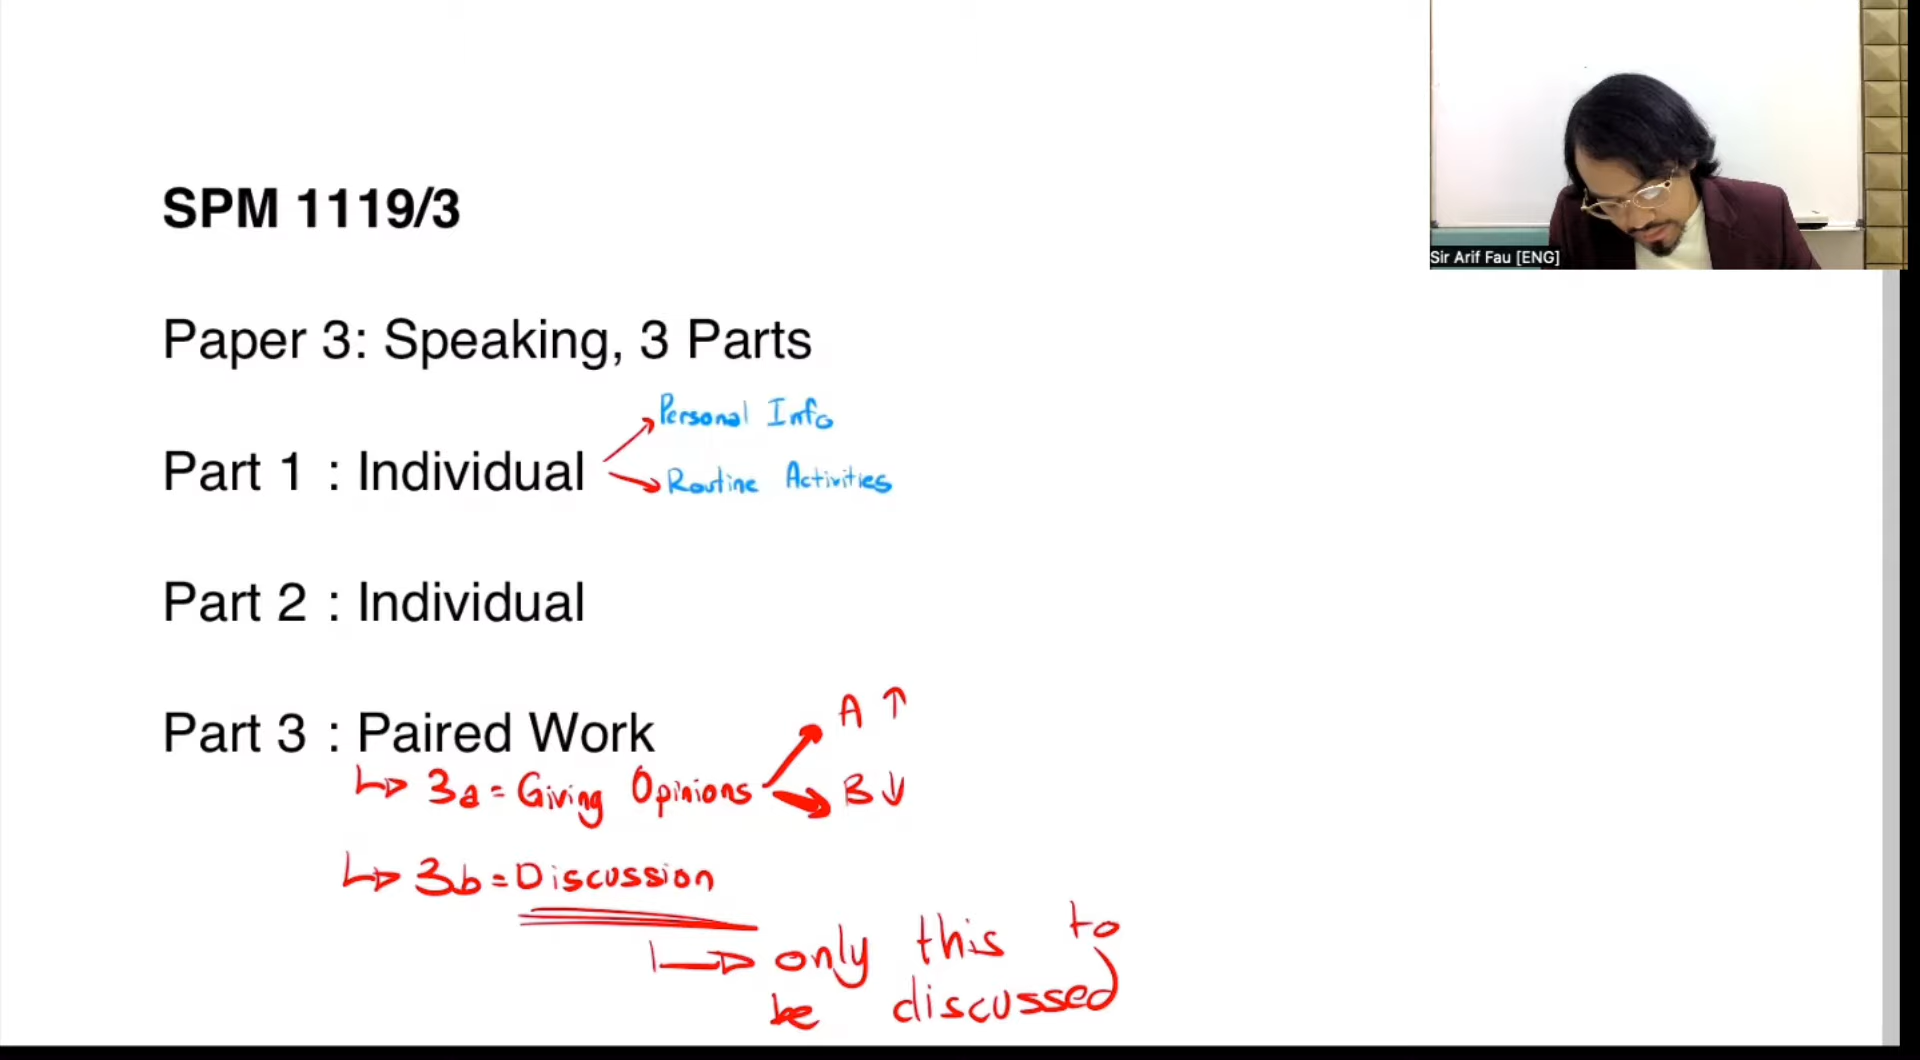 SPM 1119/3
Sir Arif Fau [ENG]
Paper 3: Speaking, 3 Parts
Personal Info
Part 1 : Individual
Routine Activities
Part 2 : Individual
A ↑
Part 3 : Paired Work
↳ 3a = Giving Opinions
B ↓
↳ 3b = Discussion
↳ only this to
be discussed